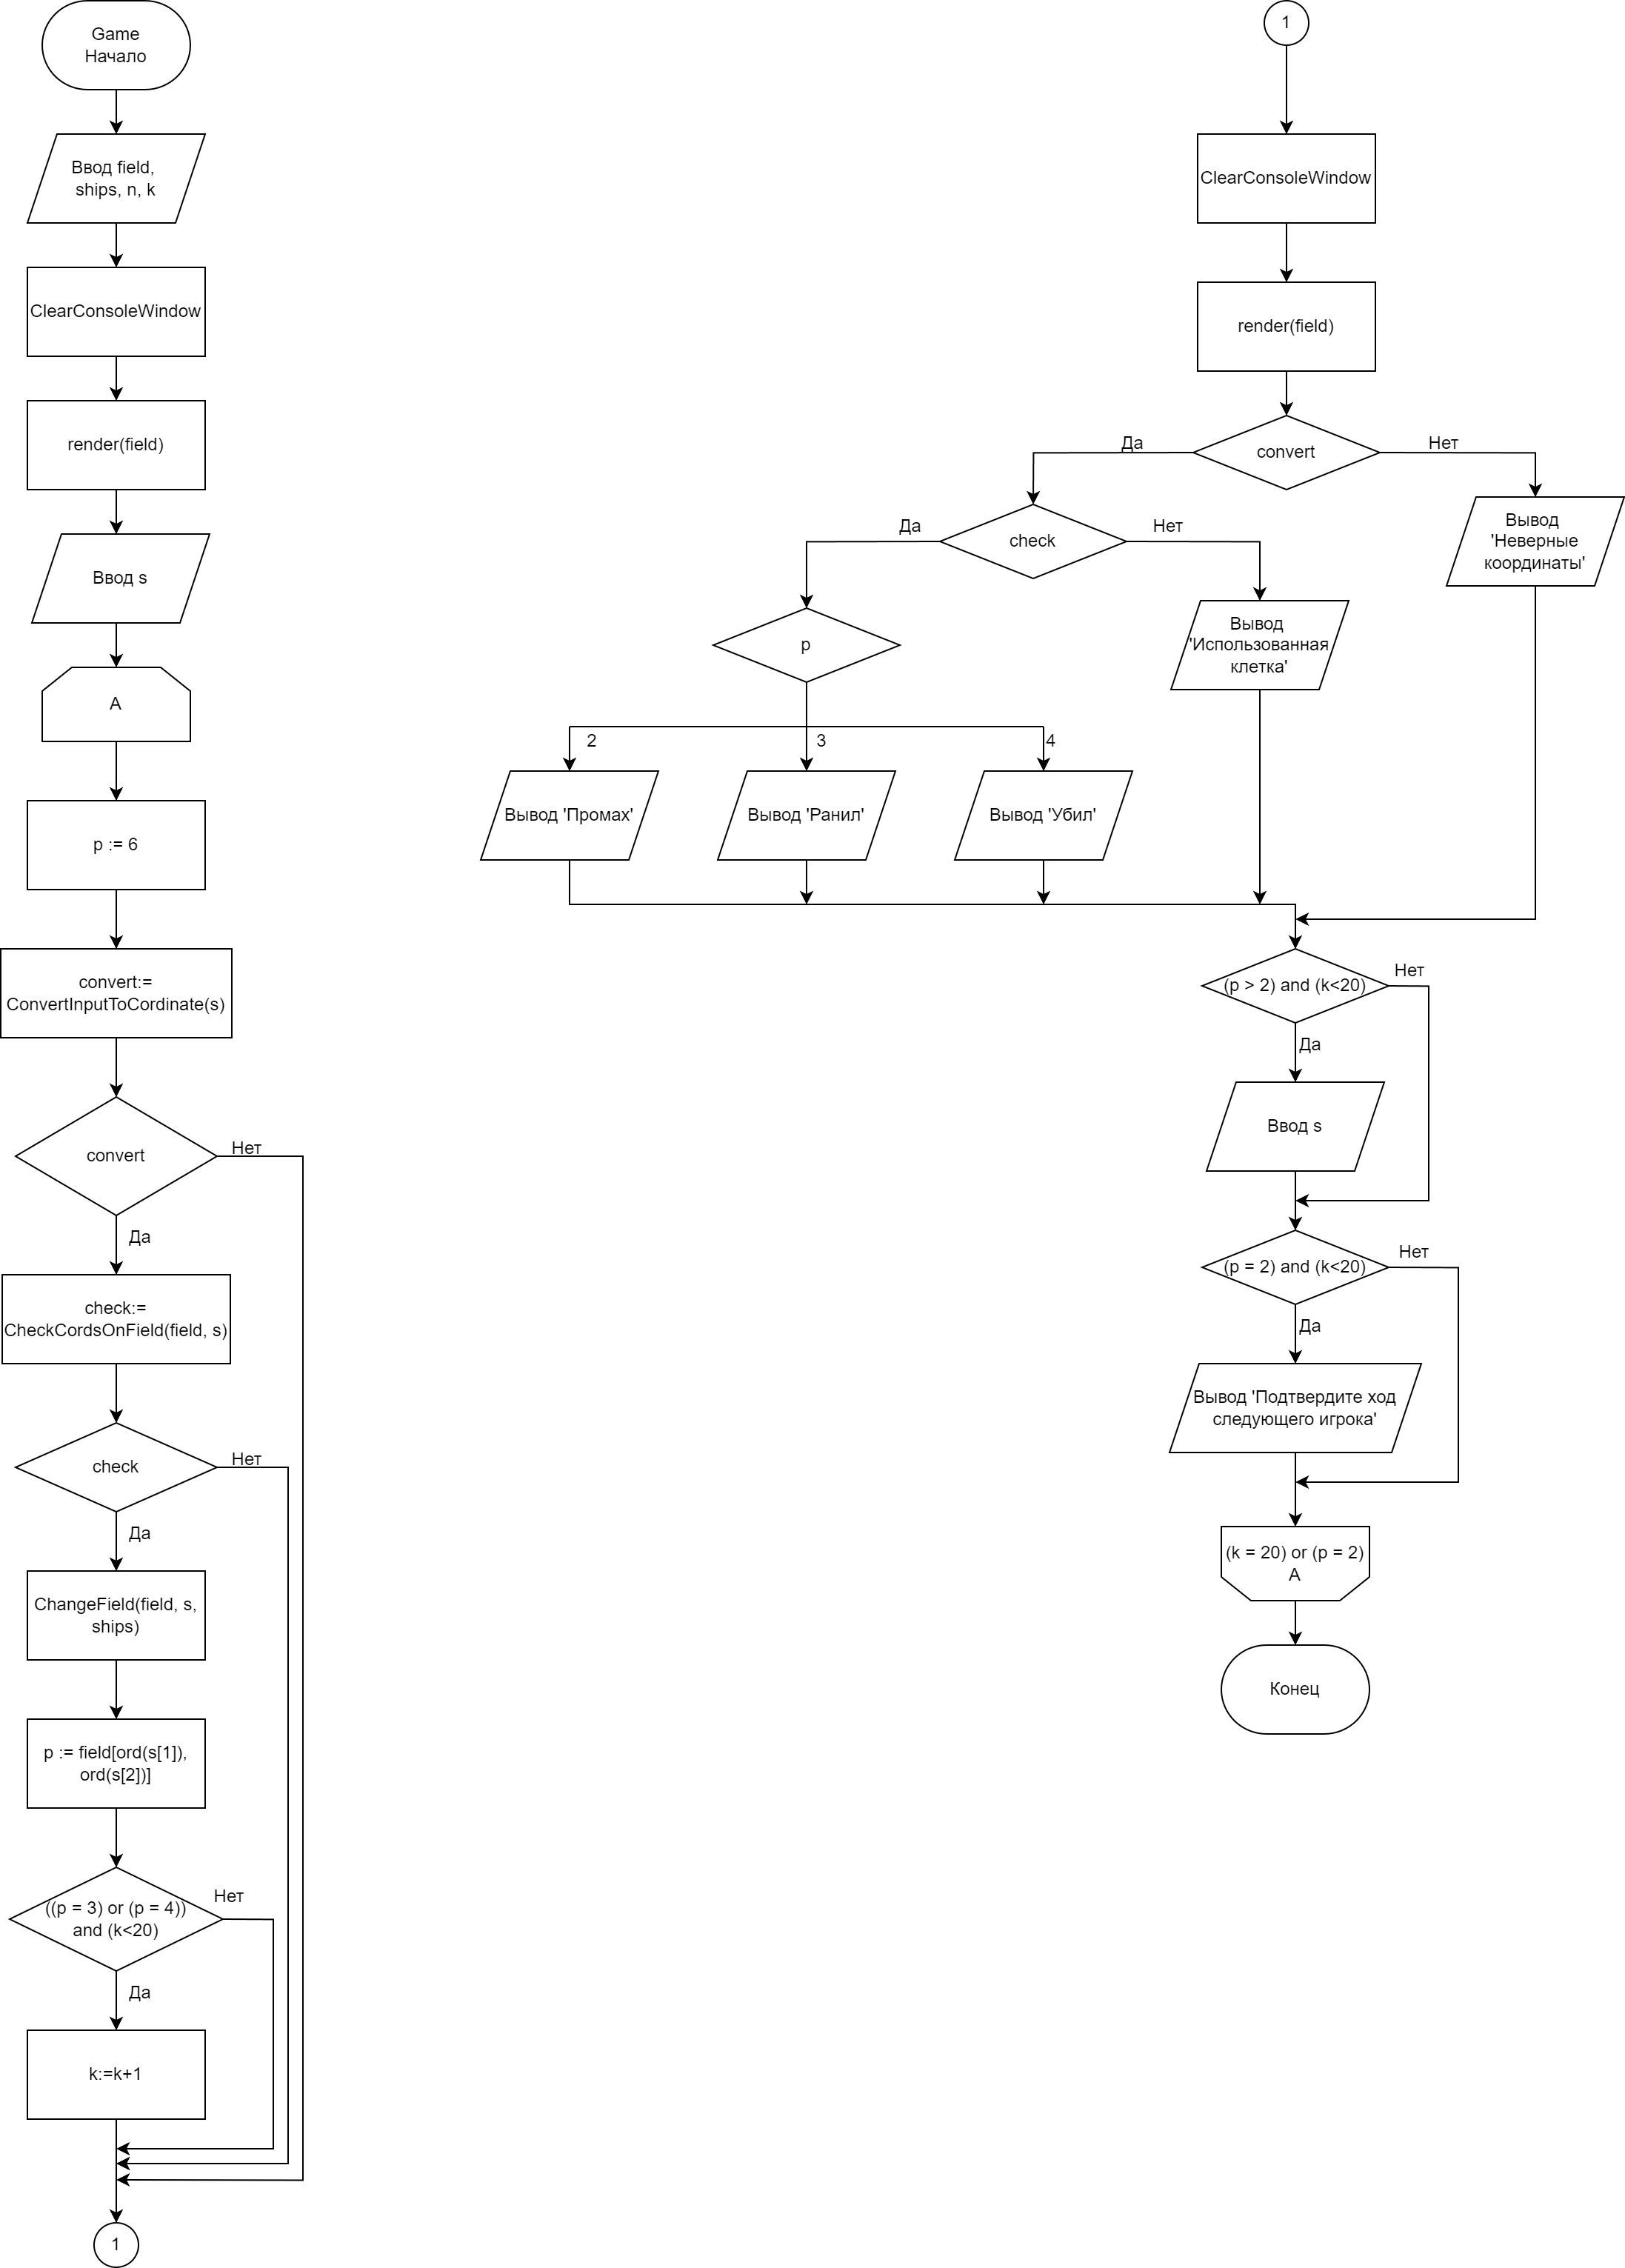 Game
Начало
Ввод field,
ships, n, k
ClearConsoleWindow
render(field)
Ввод s
A
p := 6
convert:=
ConvertInputToCordinate(s)
convert
Нет
Да
check:=
CheckCordsOnField(field, s)
check
Нет
Да
ChangeField(field, s,
ships)
p := field[ord(s[1]),
ord(s[2])]
((p = 3) or (p = 4))
and (k<20)
Нет
Да
k:=k+1
1
1
ClearConsoleWindow
render(field)
convert
Да
Нет
check
Да
Нет
Вывод
'Неверные
координаты'
Вывод
'Использованная
клетка'
p
2
3
4
Вывод 'Промах'
Вывод 'Ранил'
Вывод 'Убил'
(p > 2) and (k<20)
Нет
Да
Ввод s
(p = 2) and (k<20)
Нет
Да
Вывод 'Подтвердите ход
следующего игрока'
(k = 20) or (p = 2)
A
Конец